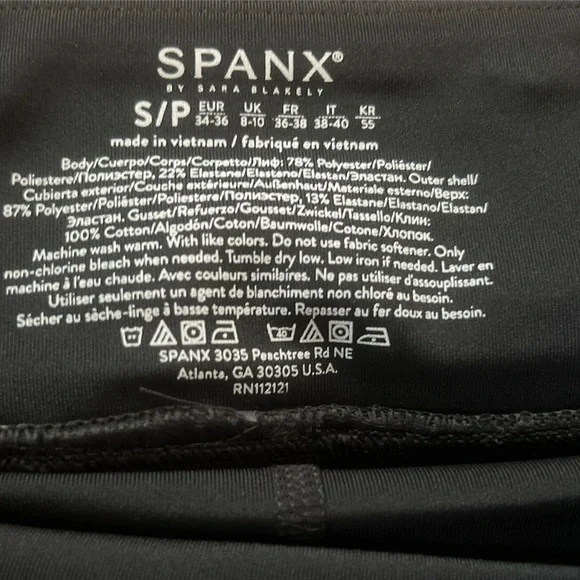 SPANX®
BY SARA BLAKELY
S/P EUR 34-36 UK 8-10 FR 36-38 IT 38-40 KR 55
made in vietnam / fabriqué en vietnam
Body/Cuerpo/Corps/Corpetto/Лиф: 78% Polyester/Poliéster/
Poliestere/Полиэстер, 22% Elastane/Elastano/Elastan/Эластан. Outer shell/
Cubierta exterior/Couche extérieure/Außenhaut/Materiale esterno/Верх:
87% Polyester/Poliéster/Poliestere/Полиэстер, 13% Elastane/Elastano/Elastan/
Эластан. Gusset/Refuerzo/Gousset/Zwickel/Tassello/Клин:
100% Cotton/Algodón/Coton/Baumwolle/Cotone/Хлопок.
Machine wash warm. With like colors. Do not use fabric softener. Only
non-chlorine bleach when needed. Tumble dry low. Low iron if needed. Laver en
machine à l'eau chaude. Avec couleurs similaires. Ne pas utiliser d'assouplissant.
Utiliser seulement un agent de blanchiment non chloré au besoin.
Sécher au sèche-linge à basse température. Repasser au fer doux au besoin.
40
SPANX 3035 Peachtree Rd NE
Atlanta, GA 30305 U.S.A.
RN112121